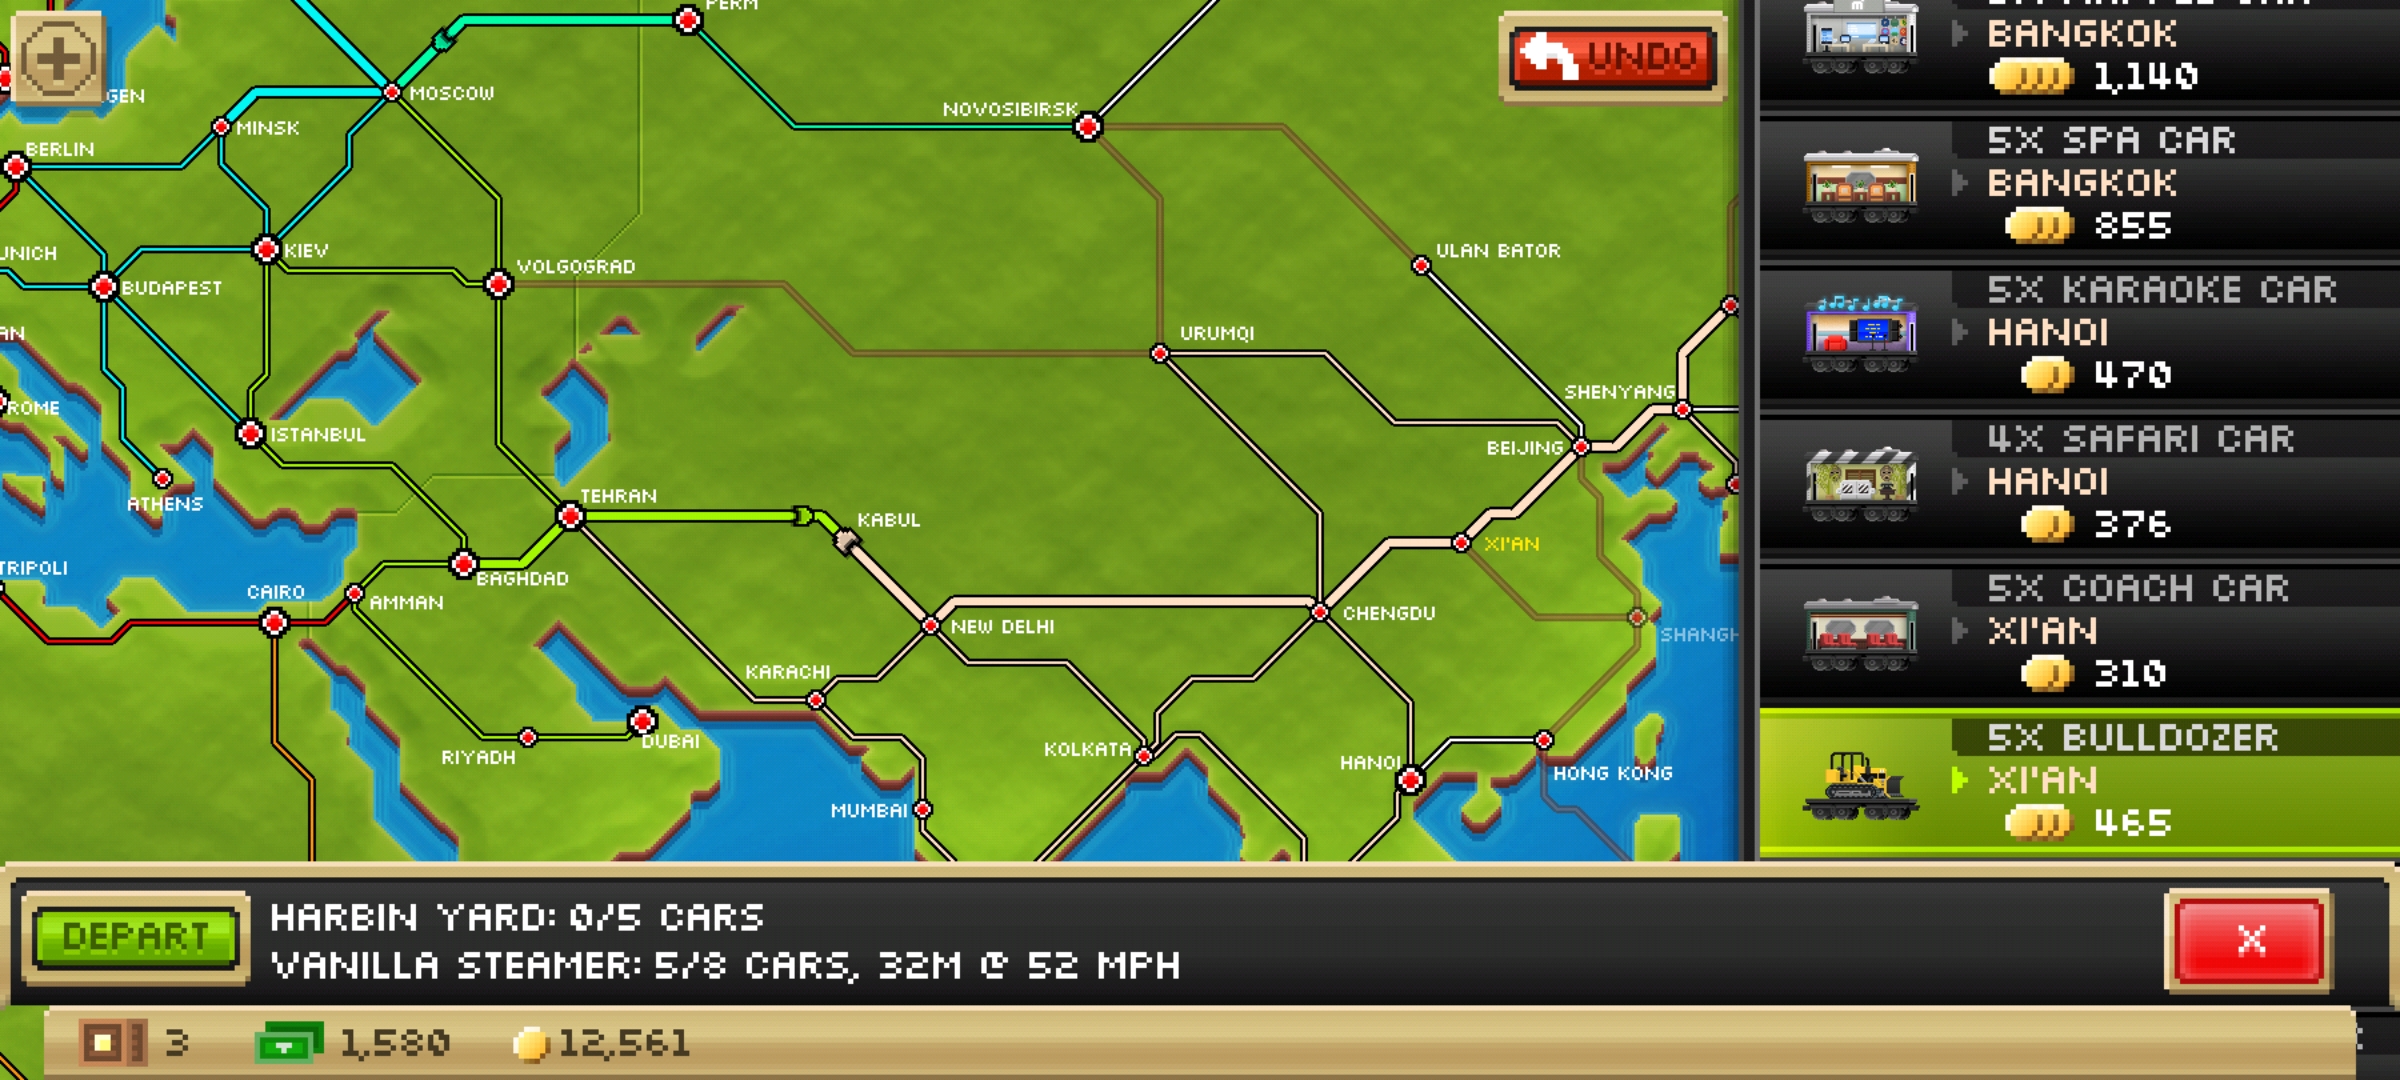 PERM
UNDO
BANGKOK
1,140
GEN
MOSCOW
NOVOSIBIRSK
MINSK
5X SPA CAR
BANGKOK
855
BERLIN
UNICH
KIEV
VOLGOGRAD
ULAN BATOR
BUDAPEST
5X KARAOKE CAR
HANOI
470
AN
URUMQI
SHENYANG
ROME
ISTANBUL
BEIJING
4X SAFARI CAR
HANOI
376
ATHENS
TEHRAN
KABUL
XI'AN
TRIPOLI
CAIRO
BAGHDAD
AMMAN
NEW DELHI
CHENGDU
SHANGH
5X COACH CAR
XI'AN
310
KARACHI
RIYADH
DUBAI
KOLKATA
HANOI
HONG KONG
MUMBAI
5X BULLDOZER
XI'AN
465
DEPART
HARBIN YARD: 0/5 CARS
VANILLA STEAMER: 5/8 CARS, 32M @ 52 MPH
X
3
1,580
12,561